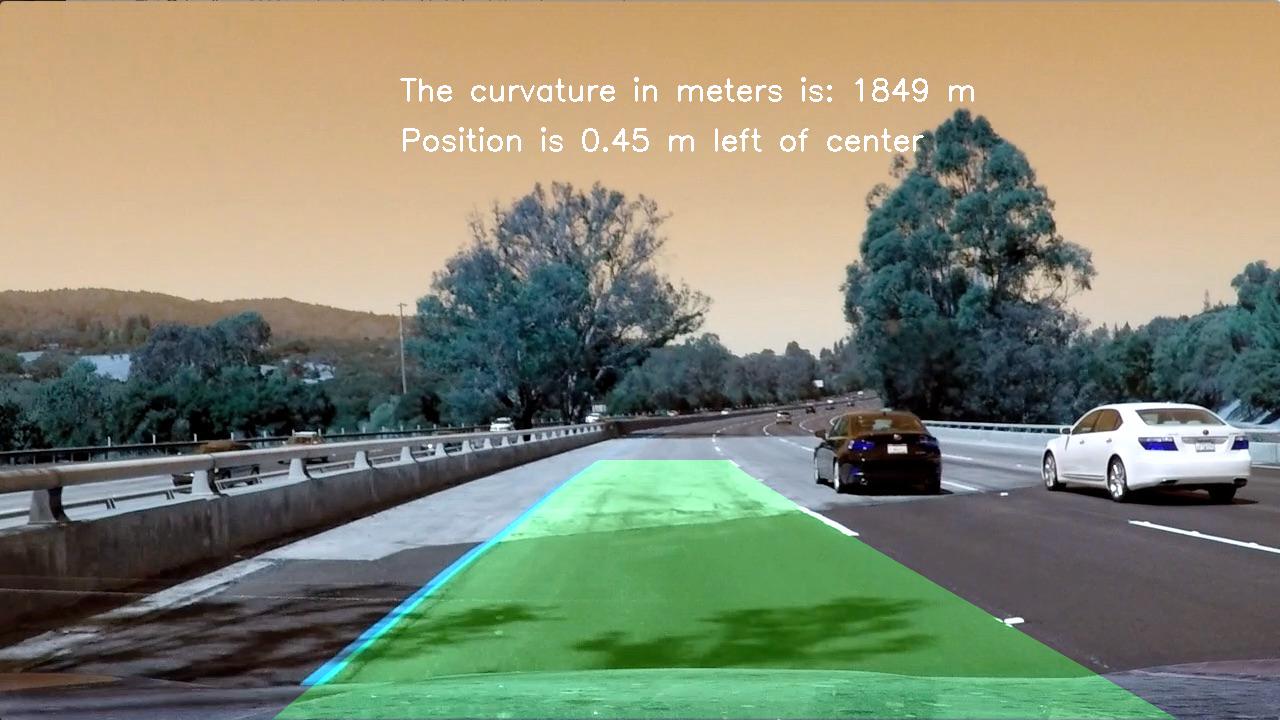 The curvature in meters is: 1849 m
Position is 0.45 m left of center